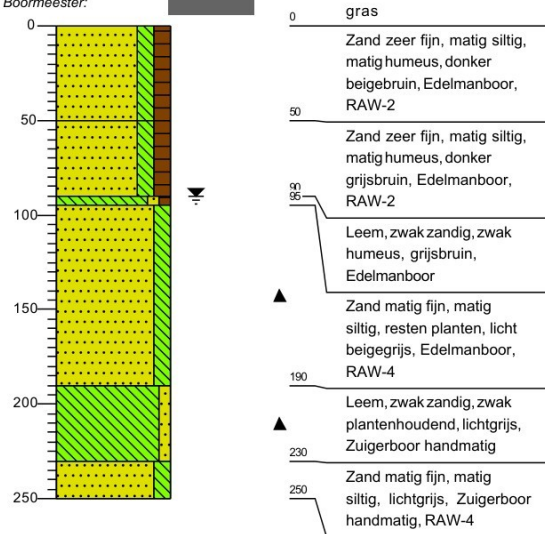 Boormeester:
0
50
100
150
200
250
0
gras
Zand zeer fijn, matig siltig,
matig humeus, donker
beigebruin, Edelmanboor,
RAW-2
50
Zand zeer fijn, matig siltig,
matig humeus, donker
grijsbruin, Edelmanboor,
RAW-2
90
95
Leem, zwak zandig, zwak
humeus, grijsbruin,
Edelmanboor
Zand matig fijn, matig
siltig, resten planten, licht
beigegrijs, Edelmanboor,
RAW-4
190
Leem, zwak zandig, zwak
plantenhoudend, lichtgrijs,
Zuigerboor handmatig
230
Zand matig fijn, matig
siltig, lichtgrijs, Zuigerboor
handmatig, RAW-4
250